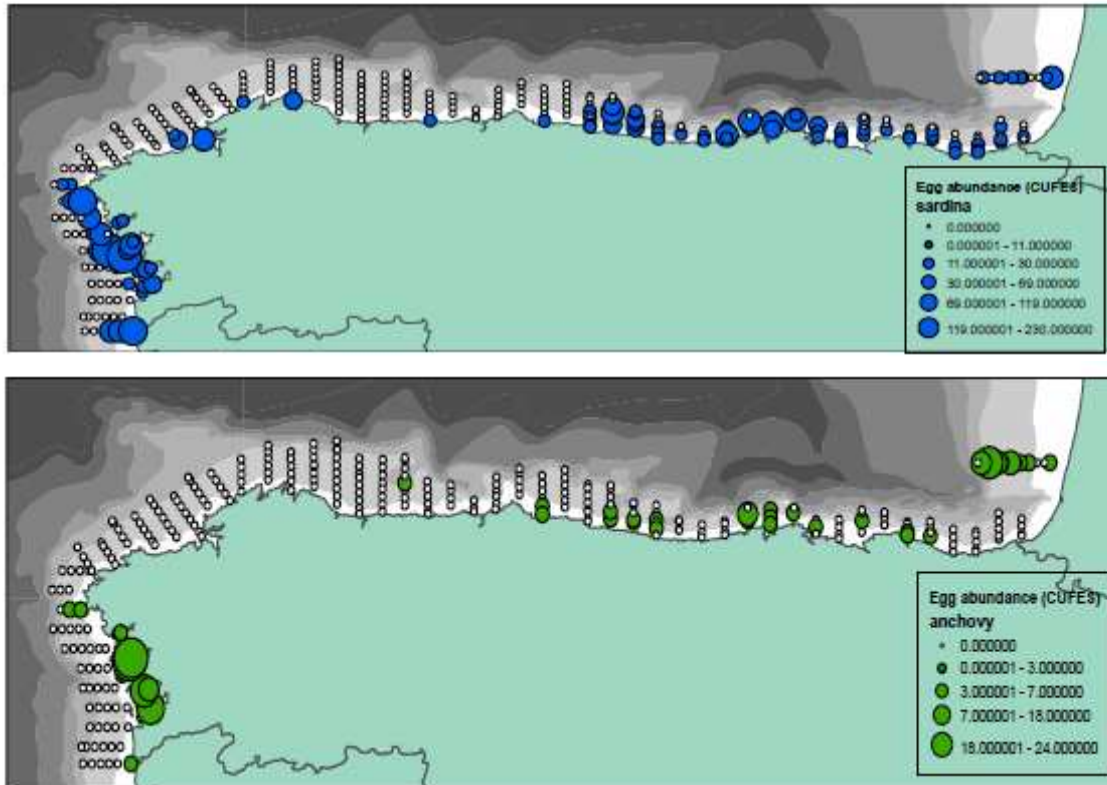 Egg abundance (CUFES)
sardina
0.000000
0.000001 - 11.000000
11.000001 - 30.000000
30.000001 - 69.000000
69.000001 - 119.000000
119.000001 - 230.000000
Egg abundance (CUFES)
anchovy
0.000000
0.000001 - 3.000000
3.000001 - 7.000000
7.000001 - 18.000000
18.000001 - 24.000000